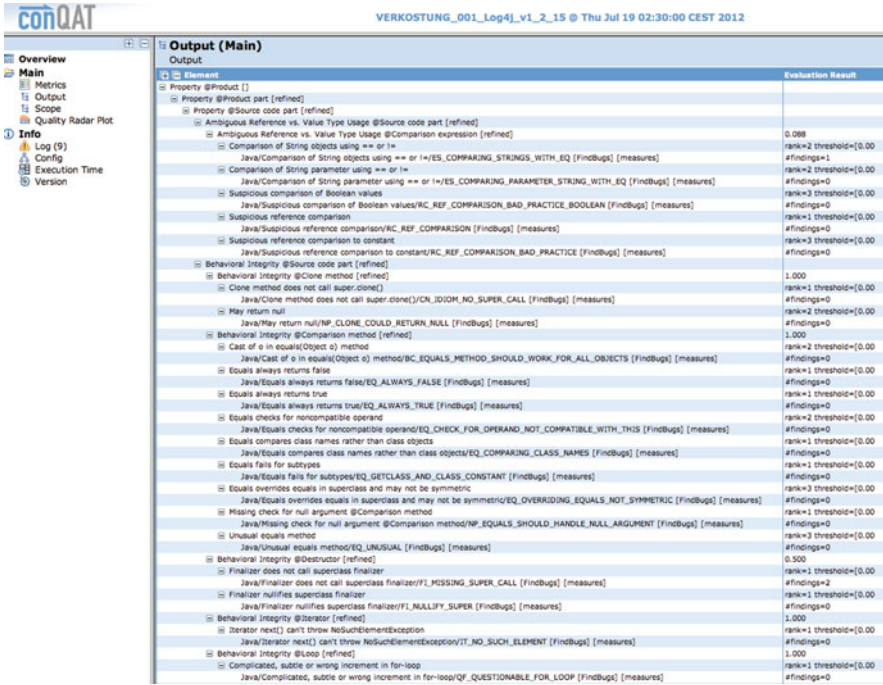 conQAT
VERKOSTUNG_001_Log4j_v1_2_15 @ Thu Jul 19 02:30:00 CEST 2012
Overview
Main
Metrics
Output
Scope
Quality Radar Plot
Info
Log (9)
Config
Execution Time
Version
Output (Main)
Output
Element Evaluation Result
Property @Product []
Property @Product part [refined]
Property @Source code part [refined]
Ambiguous Reference vs. Value Type Usage @Source code part [refined]
Ambiguous Reference vs. Value Type Usage @Comparison expression [refined] 0.088
Comparison of String objects using == or != rank=2 threshold=[0.00
Java/Comparison of String objects using == or !=/ES_COMPARING_STRINGS_WITH_EQ [FindBugs] [measures] #findings=1
Comparison of String parameter using == or != rank=2 threshold=[0.00
Java/Comparison of String parameter using == or !=/ES_COMPARING_PARAMETER_STRING_WITH_EQ [FindBugs] [measures] #findings=0
Suspicious comparison of Boolean values rank=3 threshold=[0.00
Java/Suspicious comparison of Boolean values/RC_REF_COMPARISON_BAD_PRACTICE_BOOLEAN [FindBugs] [measures] #findings=0
Suspicious reference comparison rank=1 threshold=[0.00
Java/Suspicious reference comparison/RC_REF_COMPARISON [FindBugs] [measures] #findings=0
Suspicious reference comparison to constant rank=3 threshold=[0.00
Java/Suspicious reference comparison to constant/RC_REF_COMPARISON_BAD_PRACTICE [FindBugs] [measures] #findings=0
Behavioral Integrity @Source code part [refined]
Behavioral Integrity @Clone method [refined] 1.000
Clone method does not call super.clone() rank=1 threshold=[0.00
Java/Clone method does not call super.clone()/CN_IDIOM_NO_SUPER_CALL [FindBugs] [measures] #findings=0
May return null rank=2 threshold=[0.00
Java/May return null/NP_CLONE_COULD_RETURN_NULL [FindBugs] [measures] #findings=0
Behavioral Integrity @Comparison method [refined] 1.000
Cast of o in equals(Object o) method rank=2 threshold=[0.00
Java/Cast of o in equals(Object o) method/BC_EQUALS_METHOD_SHOULD_WORK_FOR_ALL_OBJECTS [FindBugs] [measures] #findings=0
Equals always returns false rank=1 threshold=[0.00
Java/Equals always returns false/EQ_ALWAYS_FALSE [FindBugs] [measures] #findings=0
Equals always returns true rank=1 threshold=[0.00
Java/Equals always returns true/EQ_ALWAYS_TRUE [FindBugs] [measures] #findings=0
Equals checks for noncompatible operand rank=2 threshold=[0.00
Java/Equals checks for noncompatible operand/EQ_CHECK_FOR_OPERAND_NOT_COMPATIBLE_WITH_THIS [FindBugs] [measures] #findings=0
Equals compares class names rather than class objects rank=1 threshold=[0.00
Java/Equals compares class names rather than class objects/EQ_COMPARING_CLASS_NAMES [FindBugs] [measures] #findings=0
Equals fails for subtypes rank=1 threshold=[0.00
Java/Equals fails for subtypes/EQ_GETCLASS_AND_CLASS_CONSTANT [FindBugs] [measures] #findings=0
Equals overrides equals in superclass and may not be symmetric rank=3 threshold=[0.00
Java/Equals overrides equals in superclass and may not be symmetric/EQ_OVERRIDING_EQUALS_NOT_SYMMETRIC [FindBugs] [measures] #findings=0
Missing check for null argument @Comparison method rank=1 threshold=[0.00
Java/Missing check for null argument @Comparison method/NP_EQUALS_SHOULD_HANDLE_NULL_ARGUMENT [FindBugs] [measures] #findings=0
Unusual equals method rank=3 threshold=[0.00
Java/Unusual equals method/EQ_UNUSUAL [FindBugs] [measures] #findings=0
Behavioral Integrity @Destructor [refined] 0.500
Finalizer does not call superclass finalizer rank=1 threshold=[0.00
Java/Finalizer does not call superclass finalizer/FI_MISSING_SUPER_CALL [FindBugs] [measures] #findings=2
Finalizer nullifies superclass finalizer rank=1 threshold=[0.00
Java/Finalizer nullifies superclass finalizer/FI_NULLIFY_SUPER [FindBugs] [measures] #findings=0
Behavioral Integrity @Iterator [refined] 1.000
Iterator next() can't throw NoSuchElementException rank=1 threshold=[0.00
Java/Iterator next() can't throw NoSuchElementException/IT_NO_SUCH_ELEMENT [FindBugs] [measures] #findings=0
Behavioral Integrity @Loop [refined] 1.000
Complicated, subtle or wrong increment in for-loop rank=1 threshold=[0.00
Java/Complicated, subtle or wrong increment in for-loop/QF_QUESTIONABLE_FOR_LOOP [FindBugs] [measures] #findings=0